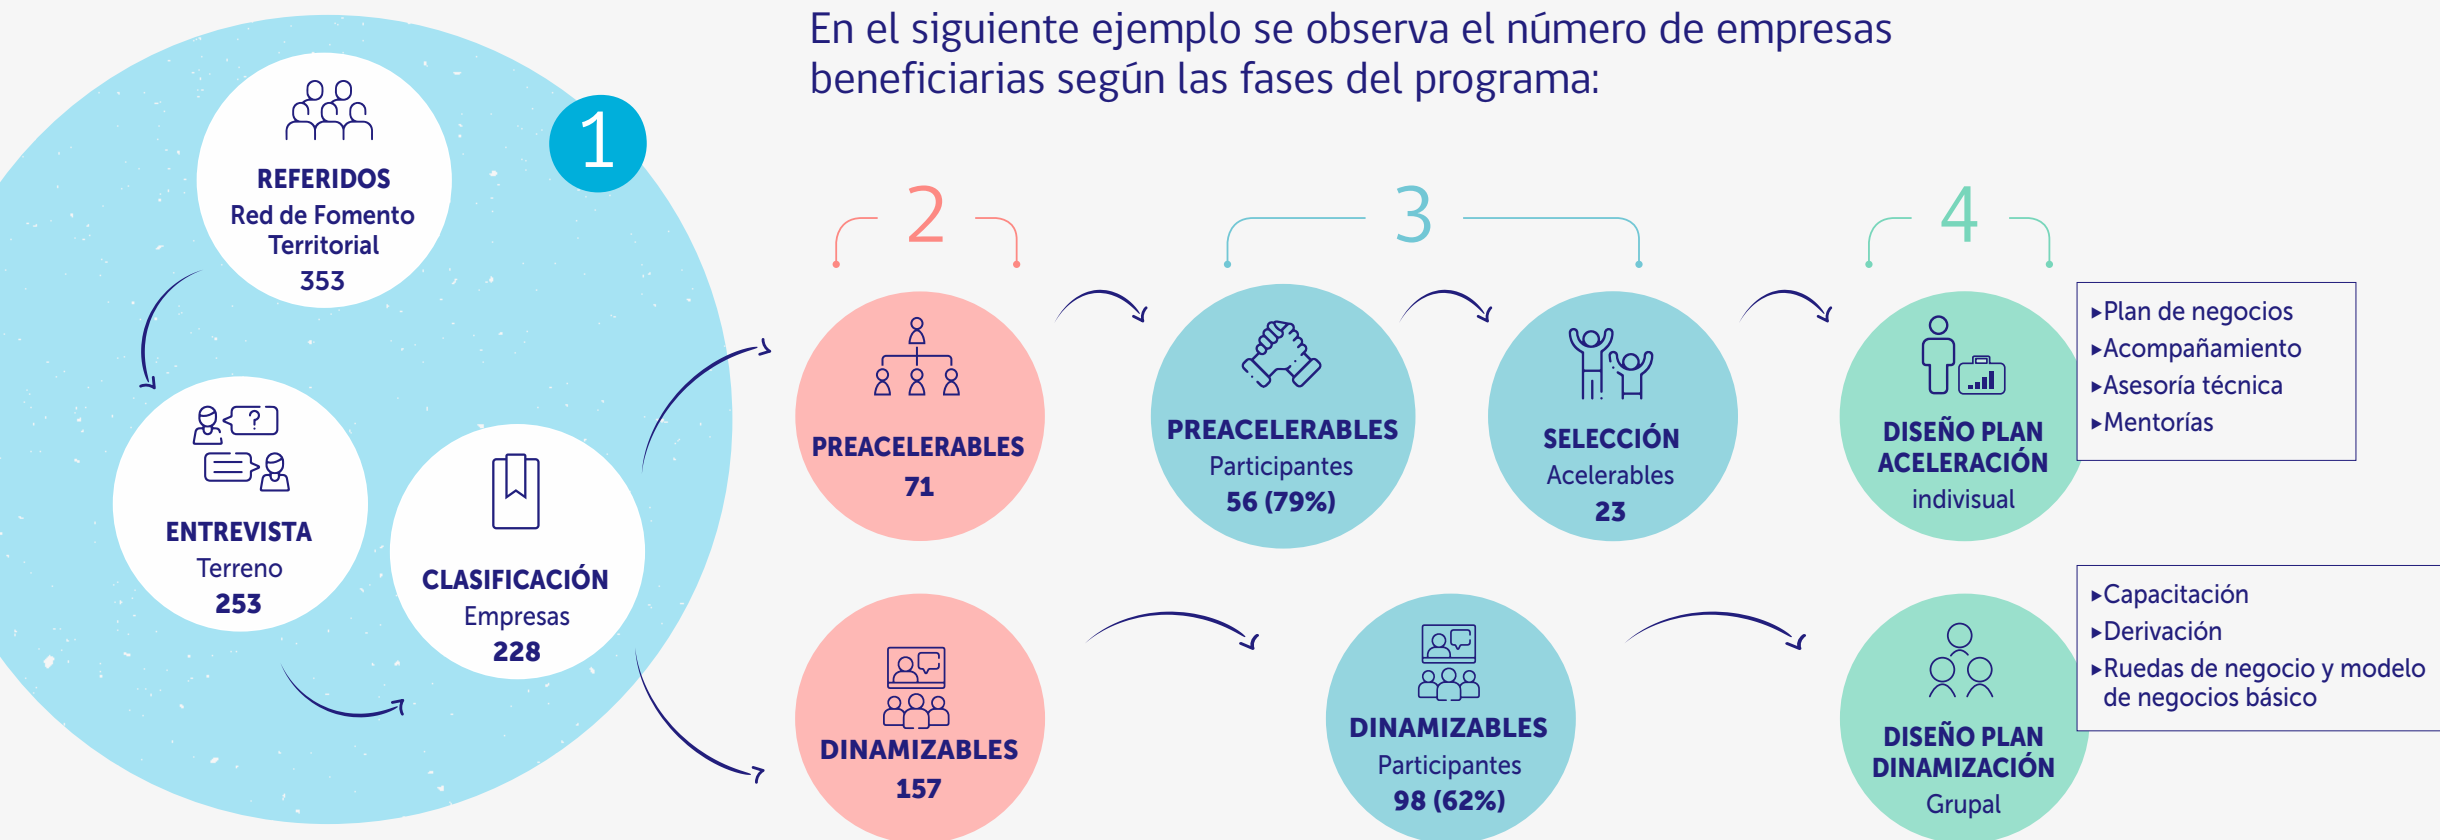 En el siguiente ejemplo se observa el número de empresas
beneficiarias según las fases del programa:
1
REFERIDOS
Red de Fomento
Territorial
353
ENTREVISTA
Terreno
253
?
CLASIFICACIÓN
Empresas
228
2
PREACELERABLES
71
DINAMIZABLES
157
3
PREACELERABLES
Participantes
56 (79%)
SELECCIÓN
Acelerables
23
DINAMIZABLES
Participantes
98 (62%)
4
DISEÑO PLAN
ACELERACIÓN
indivisual
▸Plan de negocios
▸Acompañamiento
▸Asesoría técnica
▸Mentorías
DISEÑO PLAN
DINAMIZACIÓN
Grupal
▸Capacitación
▸Derivación
▸Ruedas de negocio y modelo
de negocios básico